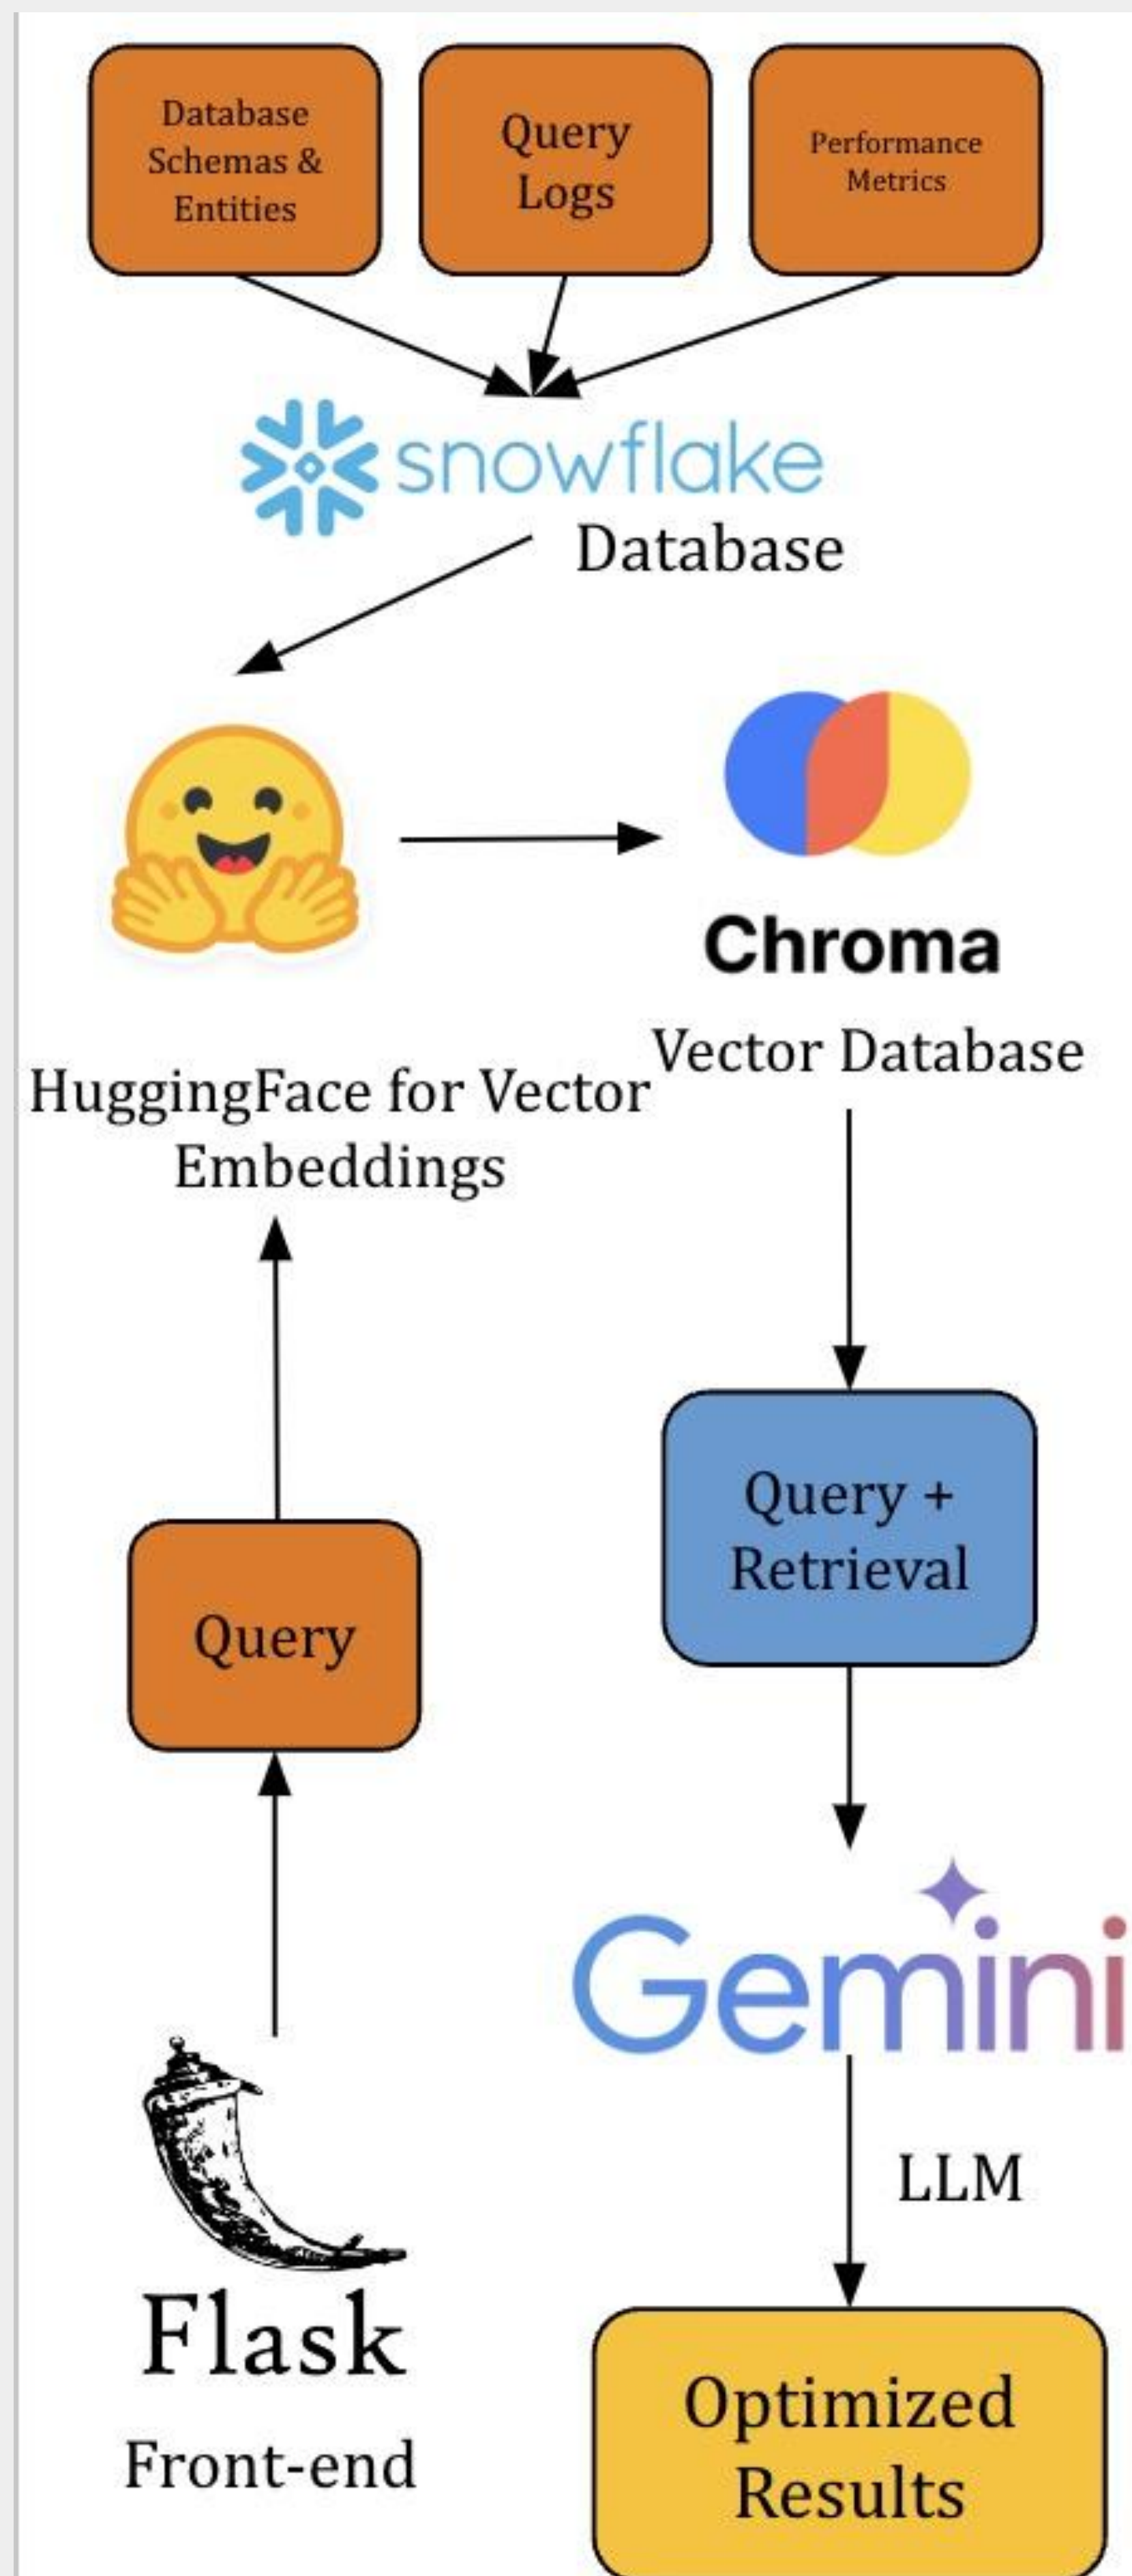 Database
Schemas &
Entities
Query
Logs
Performance
Metrics
snowflake
Database
Chroma
Vector Database
HuggingFace for Vector
Embeddings
Query +
Retrieval
Query
Gemini
LLM
Flask
Front-end
Optimized
Results